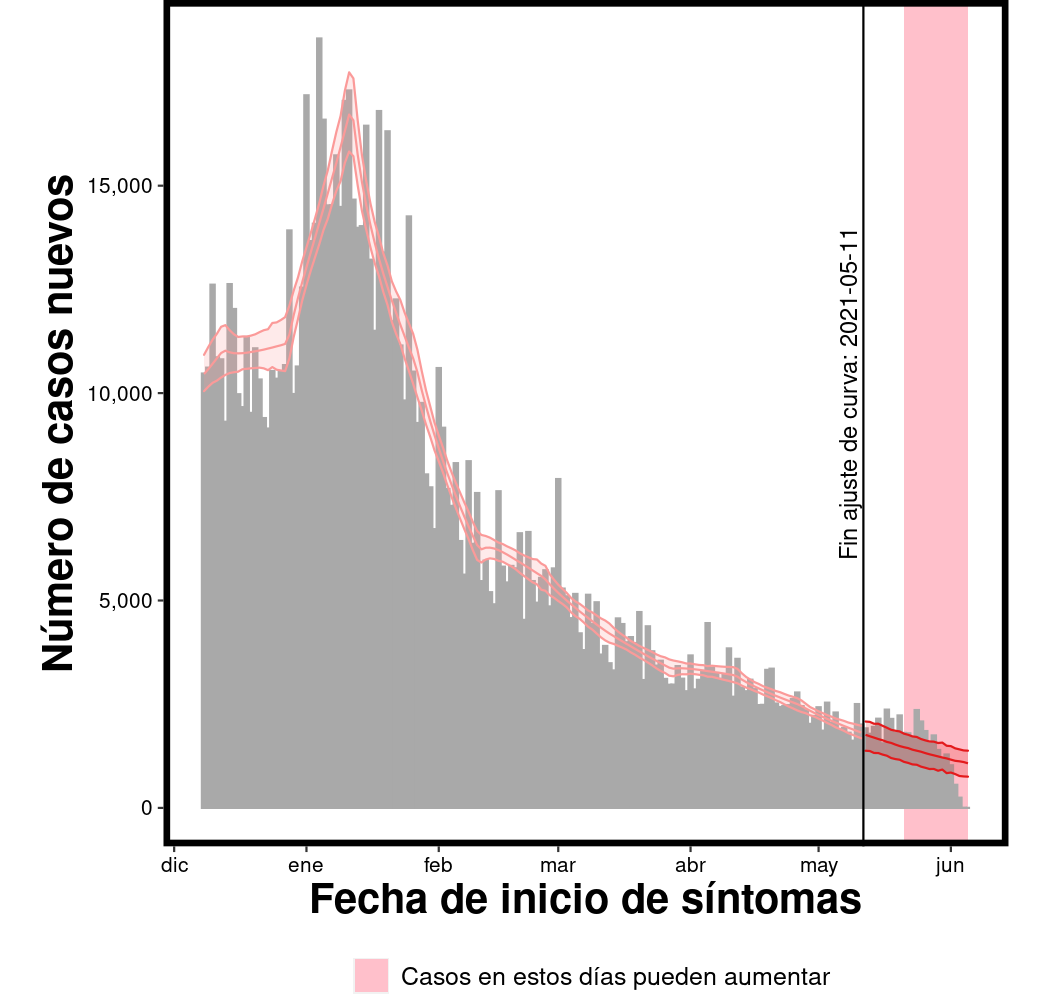 Número de casos nuevos
15,000
10,000
5,000
0
Fin ajuste de curva: 2021-05-11
dic ene feb mar abr may jun
Fecha de inicio de síntomas
Casos en estos días pueden aumentar